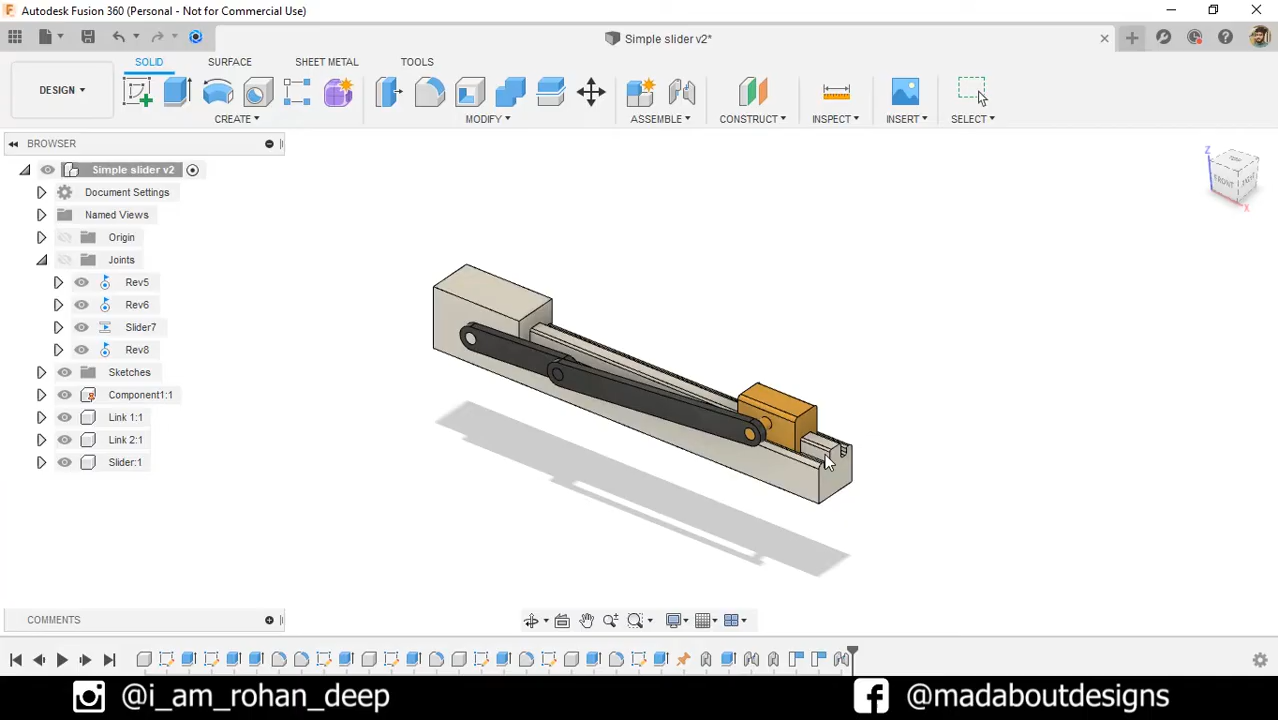 Autodesk Fusion 360 (Personal - Not for Commercial Use)
Simple slider v2*
SOLID SURFACE SHEET METAL TOOLS
DESIGN
CREATE MODIFY ASSEMBLE CONSTRUCT INSPECT INSERT SELECT
BROWSER
Simple slider v2
Document Settings
Named Views
Origin
Joints
Rev5
Rev6
Slider7
Rev8
Sketches
Component1:1
Link 1:1
Link 2:1
Slider:1
Z
FRONT
X
COMMENTS
@i_am_rohan_deep @madaboutdesigns